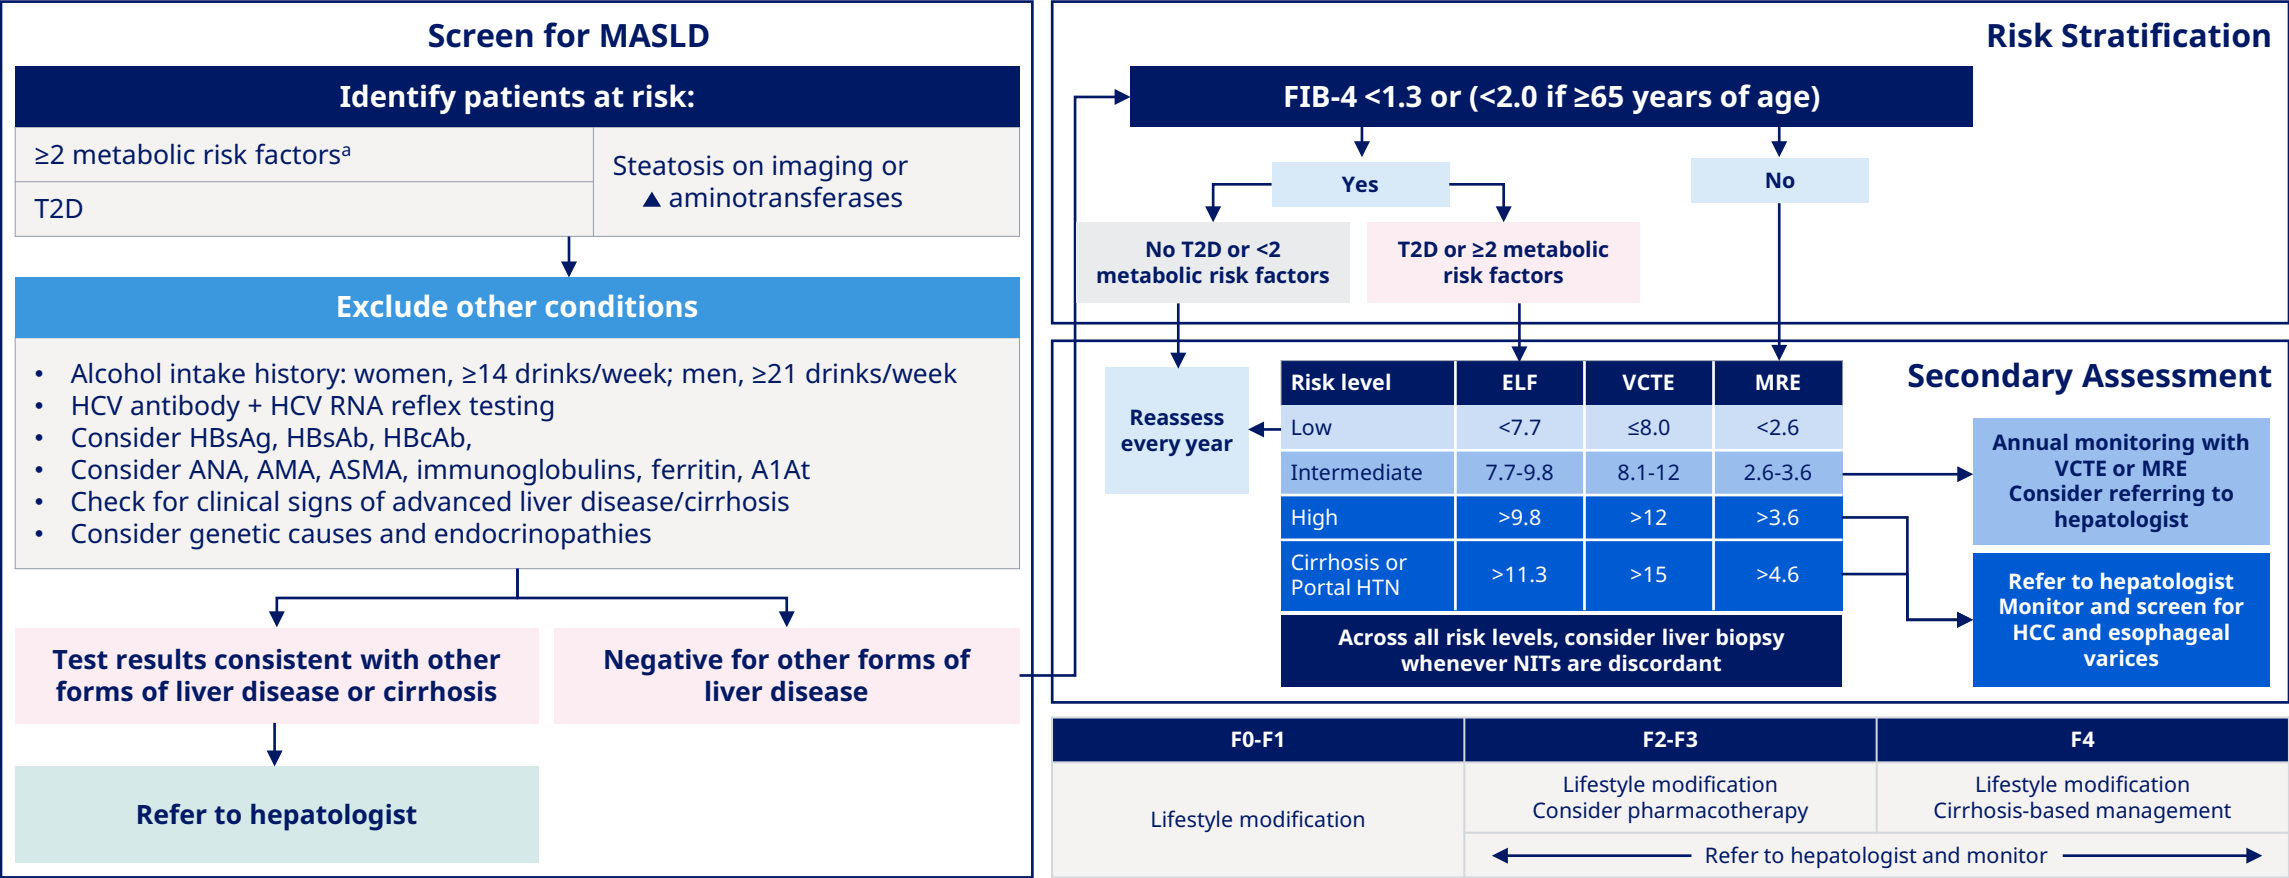 Screen for MASLD
Identify patients at risk:
≥2 metabolic risk factorsᵃ
T2D
Steatosis on imaging or
▲ aminotransferases
Exclude other conditions
• Alcohol intake history: women, ≥14 drinks/week; men, ≥21 drinks/week
• HCV antibody + HCV RNA reflex testing
• Consider HBsAg, HBsAb, HBcAb,
• Consider ANA, AMA, ASMA, immunoglobulins, ferritin, A1At
• Check for clinical signs of advanced liver disease/cirrhosis
• Consider genetic causes and endocrinopathies
Test results consistent with other
forms of liver disease or cirrhosis
Negative for other forms of
liver disease
Refer to hepatologist
Risk Stratification
FIB-4 <1.3 or (<2.0 if ≥65 years of age)
Yes
No
No T2D or <2
metabolic risk factors
T2D or ≥2 metabolic
risk factors
Secondary Assessment
Reassess
every year
Risk level ELF VCTE MRE
Low <7.7 ≤8.0 <2.6
Intermediate 7.7-9.8 8.1-12 2.6-3.6
High >9.8 >12 >3.6
Cirrhosis or
Portal HTN >11.3 >15 >4.6
Across all risk levels, consider liver biopsy
whenever NITs are discordant
Annual monitoring with
VCTE or MRE
Consider referring to
hepatologist
Refer to hepatologist
Monitor and screen for
HCC and esophageal
varices
F0-F1 F2-F3 F4
Lifestyle modification
Lifestyle modification
Consider pharmacotherapy
Lifestyle modification
Cirrhosis-based management
Refer to hepatologist and monitor